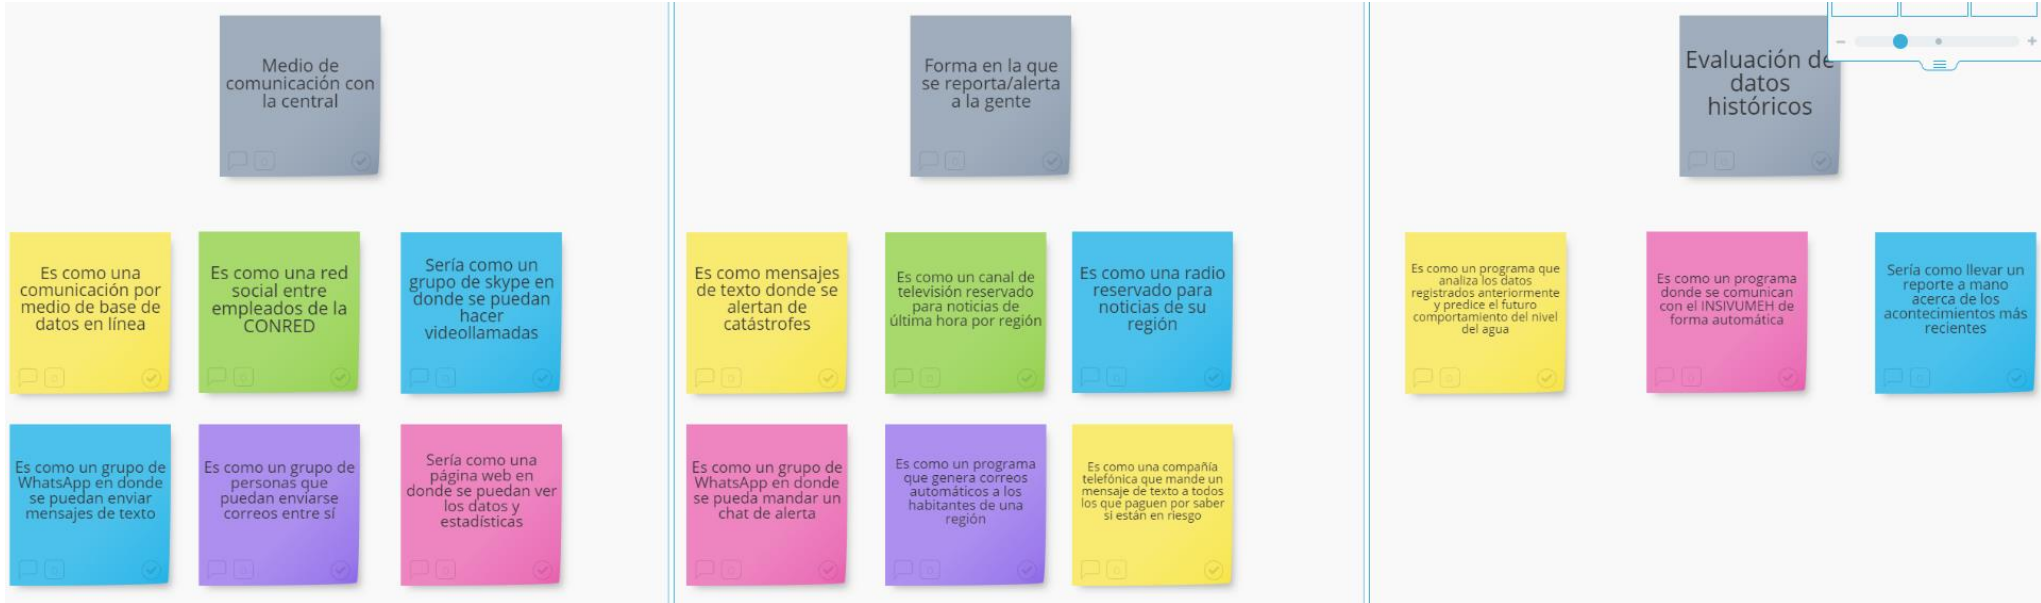 Medio de
comunicación con
la central
Es como una
comunicación por
medio de base de
datos en línea
Es como una red
social entre
empleados de la
CONRED
Sería como un
grupo de skype en
donde se puedan
hacer
videollamadas
Es como un grupo de
WhatsApp en donde
se puedan enviar
mensajes de texto
Es como un grupo de
personas que
puedan enviarse
correos entre sí
Sería como una
página web en
donde se puedan ver
los datos y
estadísticas
Forma en la que
se reporta/alerta
a la gente
Es como mensajes
de texto donde se
alertan de
catástrofes
Es como un canal de
televisión reservado
para noticias de
última hora por región
Es como una radio
reservado para
noticias de su
región
Es como un grupo de
WhatsApp en donde
se pueda mandar un
chat de alerta
Es como un programa
que genera correos
automáticos a los
habitantes de una
región
Es como una compañía
telefónica que mande un
mensaje de texto a todos
los que paguen por saber
si están en riesgo
Evaluación de
datos
históricos
Es como un programa que
analiza los datos
registrados anteriormente
y predice el futuro
comportamiento del nivel
del agua
Es como un programa
donde se comunican
con el INSIVUMEH de
forma automática
Sería como llevar un
reporte a mano
acerca de los
acontecimientos más
recientes